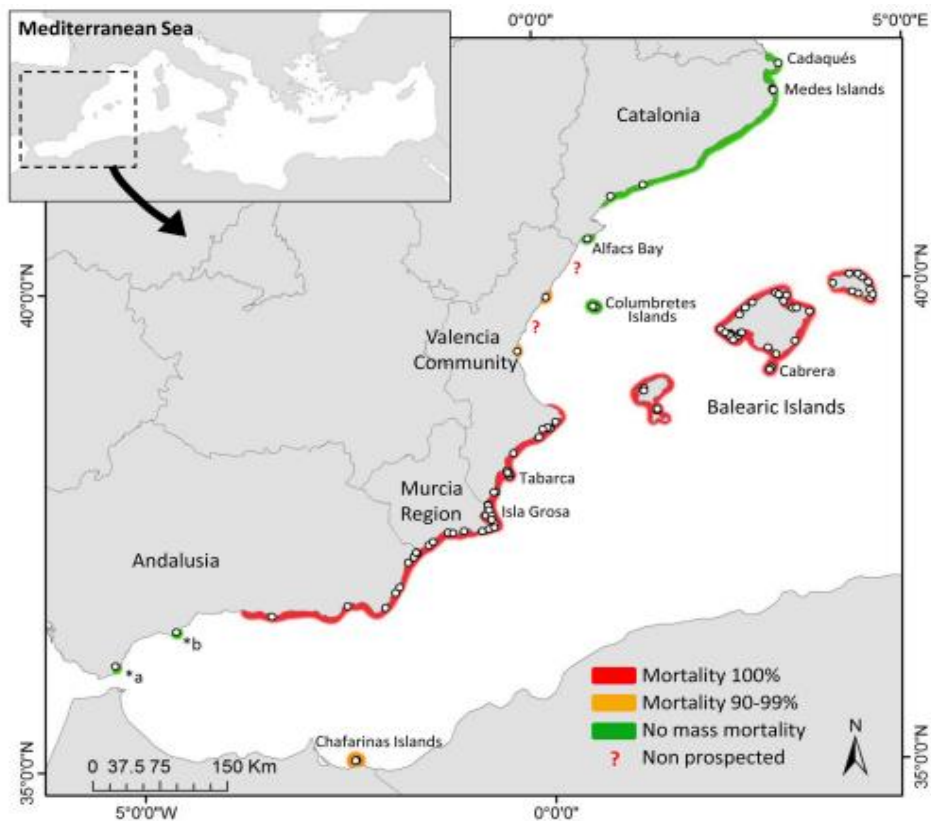 0°0'0"
5°0'0"E
Mediterranean Sea
Cadaqués
Medes Islands
Catalonia
Alfacs Bay
?
40°0'0"N
40°0'0"N
Columbretes
Islands
?
Valencia
Community
Cabrera
Balearic Islands
Tabarca
Murcia
Region
Isla Grosa
Andalusia
*b
*a
Mortality 100%
Mortality 90-99%
No mass mortality
? Non prospected
N
Chafarinas Islands
0 37.5 75 150 Km
35°0'0"N
35°0'0"N
5°0'0"W
0°0'0"